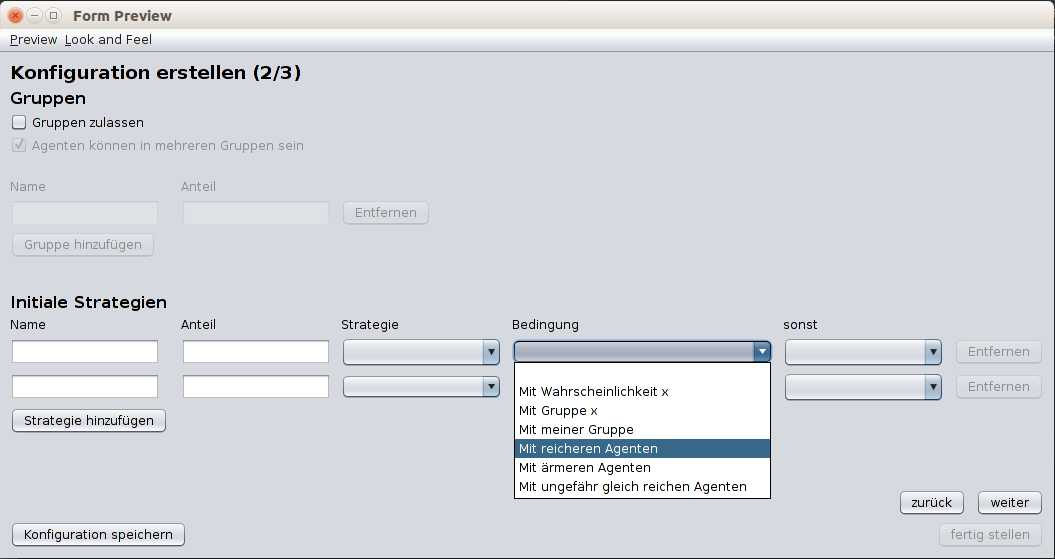 Form Preview
Preview Look and Feel
Konfiguration erstellen (2/3)
Gruppen
Gruppen zulassen
Agenten können in mehreren Gruppen sein
Name Anteil
Entfernen
Gruppe hinzufügen
Initiale Strategien
Name Anteil Strategie Bedingung sonst
Entfernen
Mit Wahrscheinlichkeit x
Entfernen
Mit Gruppe x
Strategie hinzufügen
Mit meiner Gruppe
Mit reicheren Agenten
Mit ärmeren Agenten
Mit ungefähr gleich reichen Agenten
zurück weiter
Konfiguration speichern fertig stellen